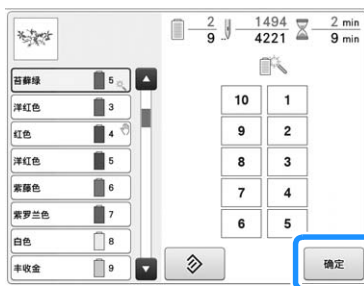 2
9
1494
4221
2 min
9 min
苔藓绿 5
洋红色 3
红色 4
洋红色 5
紫藤色 6
紫罗兰色 7
白色 8
丰收金 9
10 1
9 2
8 3
7 4
6 5
确定